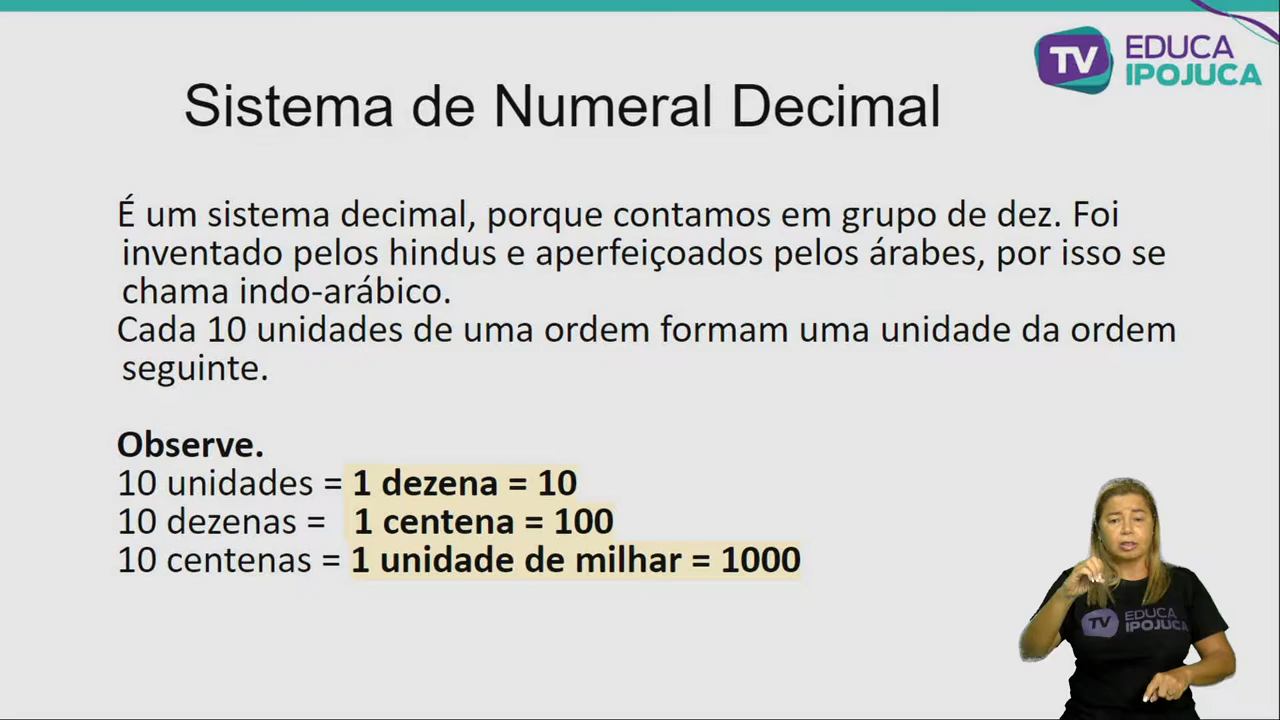 TV EDUCA
IPOJUCA
Sistema de Numeral Decimal
É um sistema decimal, porque contamos em grupo de dez. Foi
inventado pelos hindus e aperfeiçoados pelos árabes, por isso se
chama indo-arábico.
Cada 10 unidades de uma ordem formam uma unidade da ordem
seguinte.
Observe.
10 unidades = 1 dezena = 10
10 dezenas = 1 centena = 100
10 centenas = 1 unidade de milhar = 1000
TV EDUCA
IPOJUCA